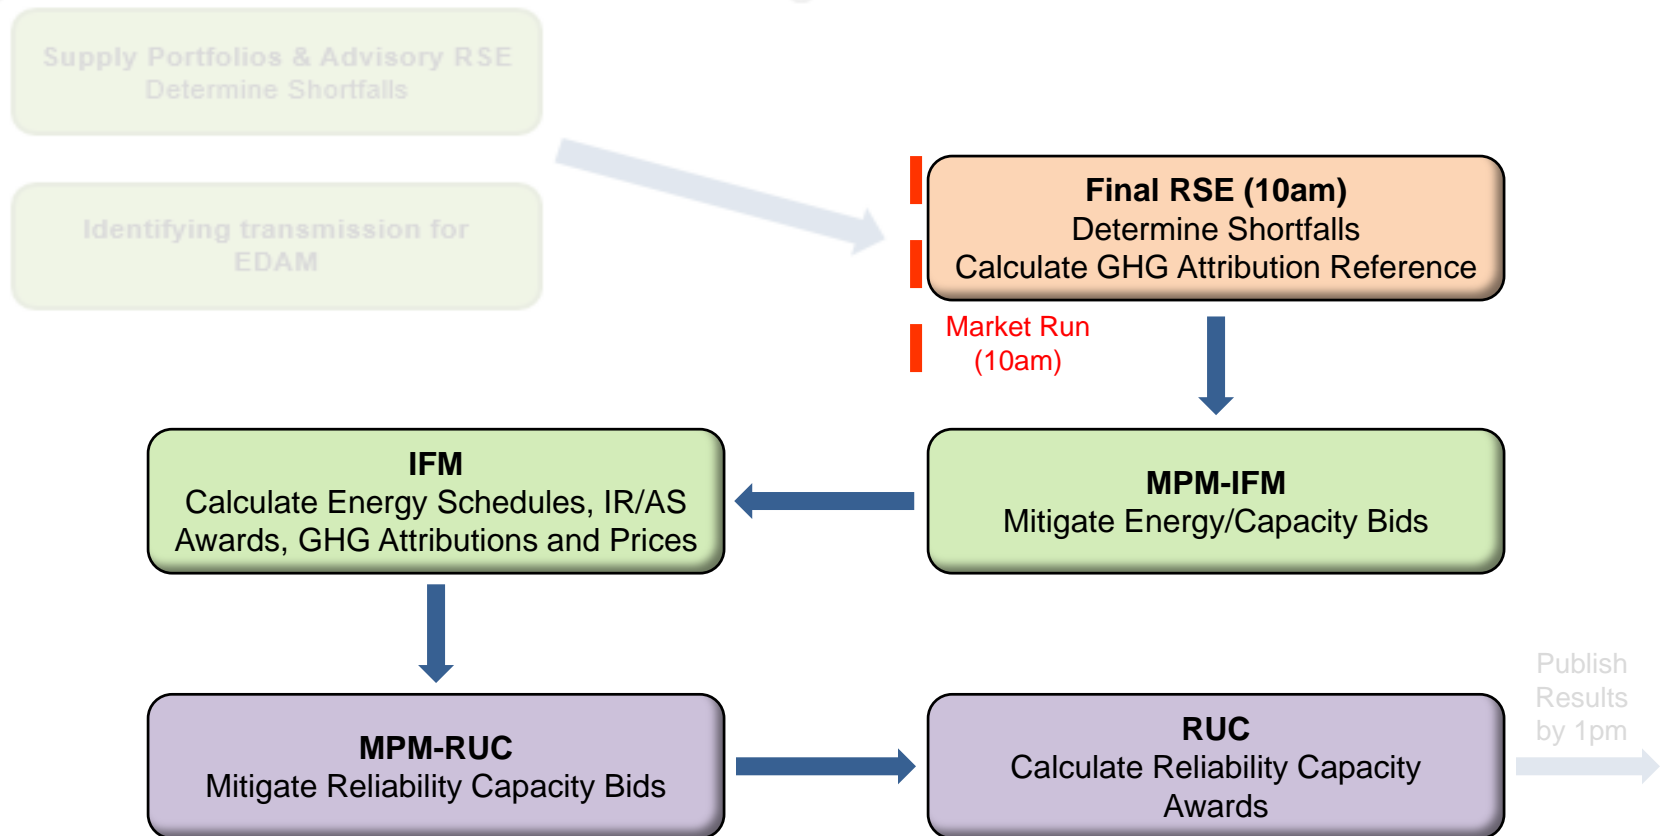 Supply Portfolios & Advisory RSE
Determine Shortfalls
Identifying transmission for
EDAM
Final RSE (10am)
Determine Shortfalls
Calculate GHG Attribution Reference
Market Run
(10am)
IFM
Calculate Energy Schedules, IR/AS
Awards, GHG Attributions and Prices
MPM-IFM
Mitigate Energy/Capacity Bids
MPM-RUC
Mitigate Reliability Capacity Bids
RUC
Calculate Reliability Capacity
Awards
Publish
Results
by 1pm